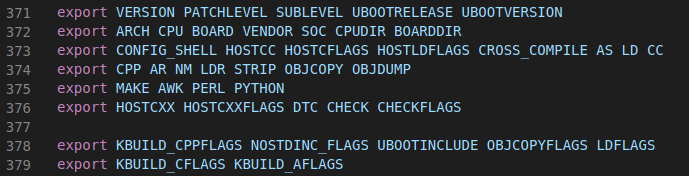 371 export VERSION PATCHLEVEL SUBLEVEL UBOOTRELEASE UBOOTVERSION
372 export ARCH CPU BOARD VENDOR SOC CPUDIR BOARDDIR
373 export CONFIG_SHELL HOSTCC HOSTCFLAGS HOSTLDFLAGS CROSS_COMPILE AS LD CC
374 export CPP AR NM LDR STRIP OBJCOPY OBJDUMP
375 export MAKE AWK PERL PYTHON
376 export HOSTCXX HOSTCXXFLAGS DTC CHECK CHECKFLAGS
377
378 export KBUILD_CPPFLAGS NOSTDINC_FLAGS UBOOTINCLUDE OBJCOPYFLAGS LDFLAGS
379 export KBUILD_CFLAGS KBUILD_AFLAGS